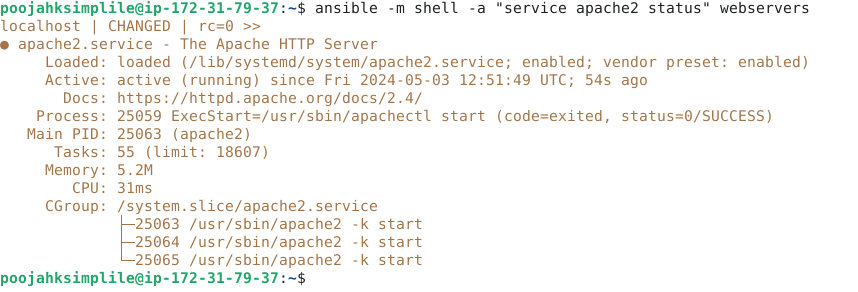 poojahksimplile@ip-172-31-79-37:~$ ansible -m shell -a "service apache2 status" webservers
localhost | CHANGED | rc=0 >>
● apache2.service - The Apache HTTP Server
     Loaded: loaded (/lib/systemd/system/apache2.service; enabled; vendor preset: enabled)
     Active: active (running) since Fri 2024-05-03 12:51:49 UTC; 54s ago
       Docs: https://httpd.apache.org/docs/2.4/
    Process: 25059 ExecStart=/usr/sbin/apachectl start (code=exited, status=0/SUCCESS)
   Main PID: 25063 (apache2)
      Tasks: 55 (limit: 18607)
     Memory: 5.2M
        CPU: 31ms
     CGroup: /system.slice/apache2.service
             ├─25063 /usr/sbin/apache2 -k start
             ├─25064 /usr/sbin/apache2 -k start
             └─25065 /usr/sbin/apache2 -k start
poojahksimplile@ip-172-31-79-37:~$